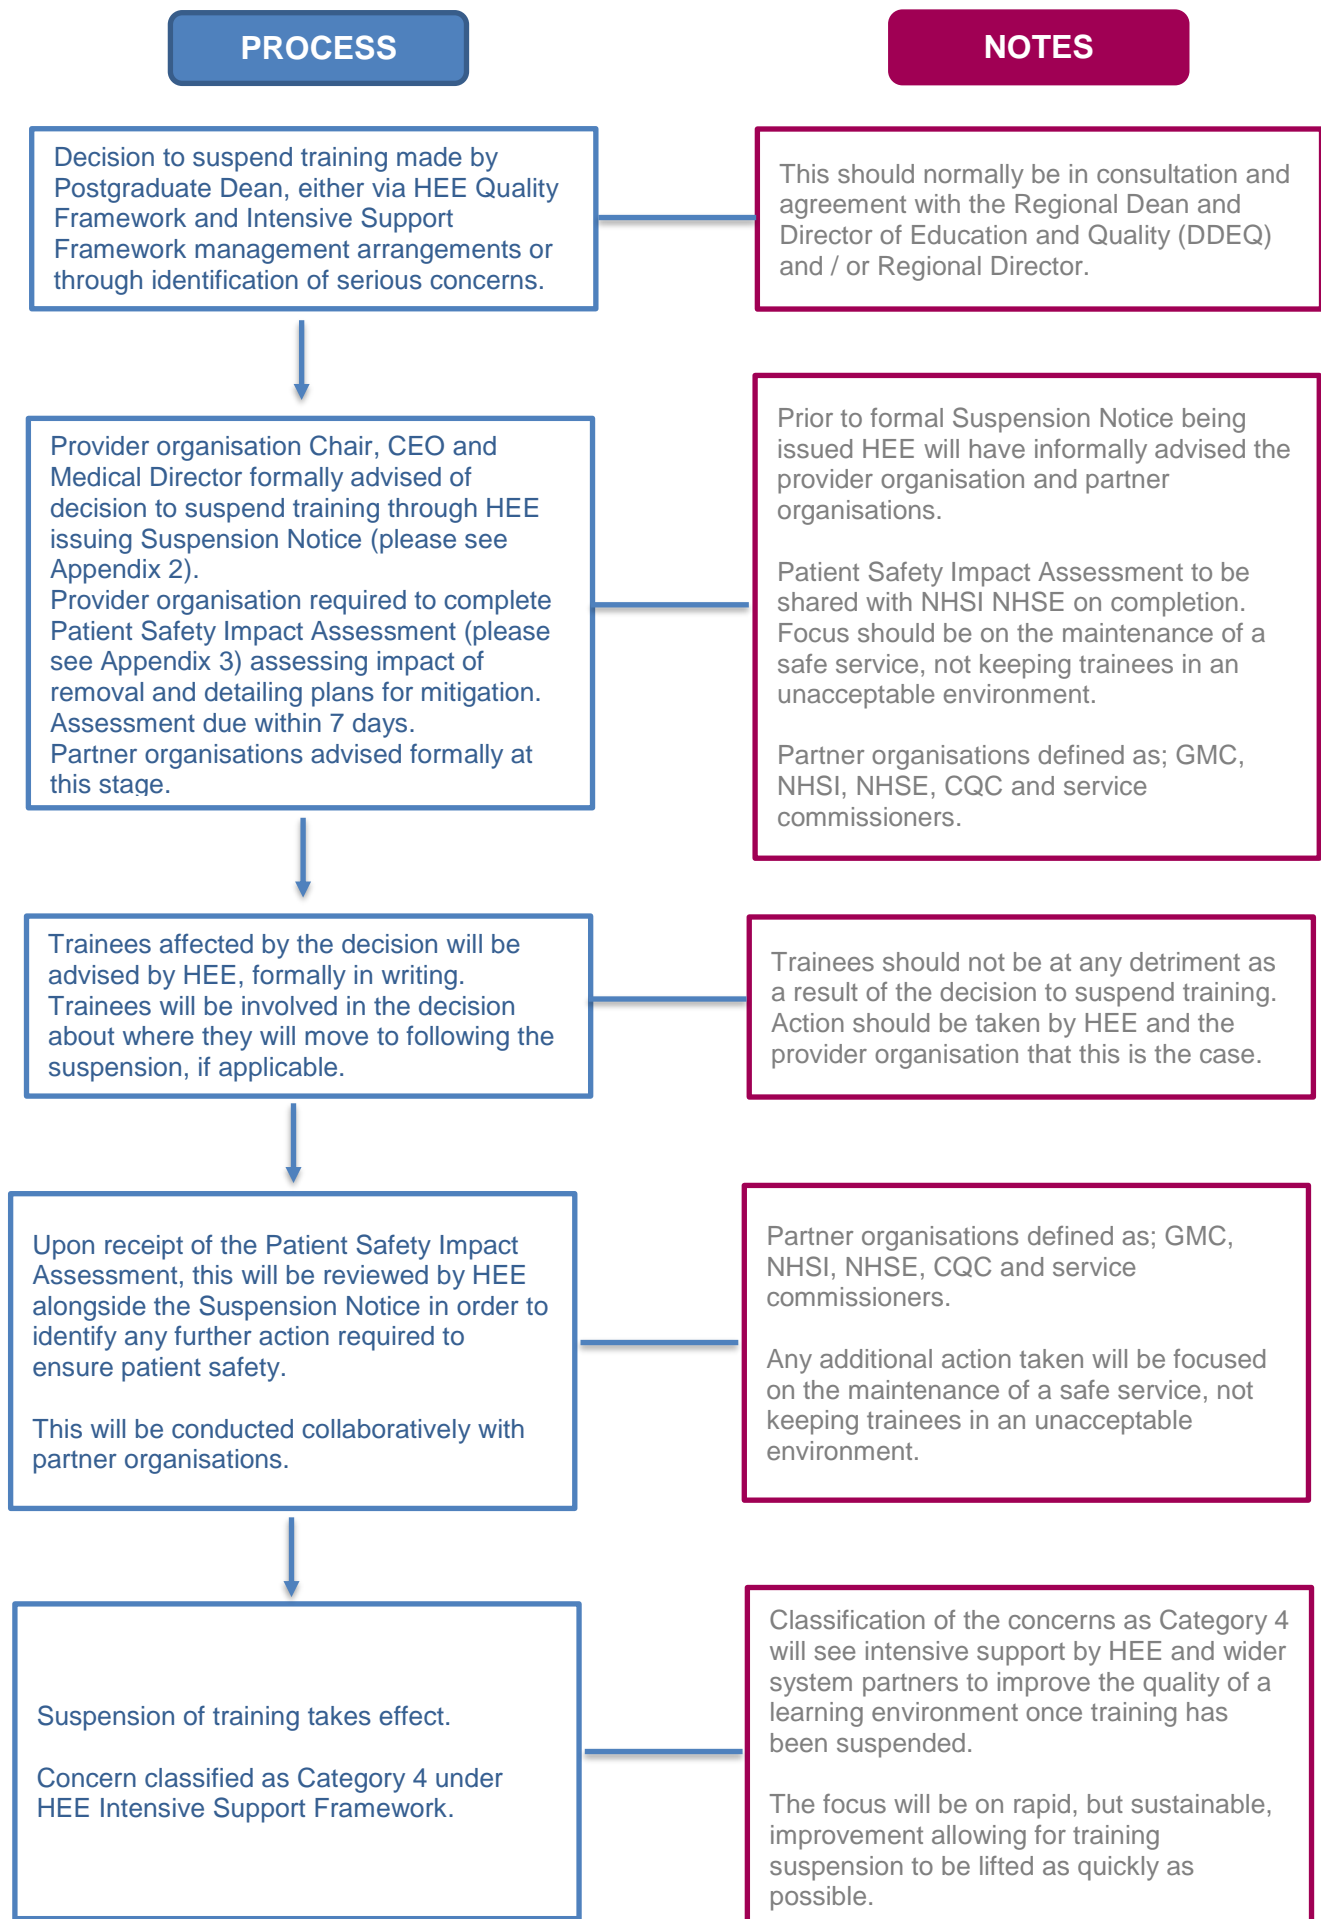 PROCESS
NOTES
Decision to suspend training made by
Postgraduate Dean, either via HEE Quality
Framework and Intensive Support
Framework management arrangements or
through identification of serious concerns.
This should normally be in consultation and
agreement with the Regional Dean and
Director of Education and Quality (DDEQ)
and / or Regional Director.
Provider organisation Chair, CEO and
Medical Director formally advised of
decision to suspend training through HEE
issuing Suspension Notice (please see
Appendix 2).
Provider organisation required to complete
Patient Safety Impact Assessment (please
see Appendix 3) assessing impact of
removal and detailing plans for mitigation.
Assessment due within 7 days.
Partner organisations advised formally at
this stage.
Prior to formal Suspension Notice being
issued HEE will have informally advised the
provider organisation and partner
organisations.
Patient Safety Impact Assessment to be
shared with NHSI NHSE on completion.
Focus should be on the maintenance of a
safe service, not keeping trainees in an
unacceptable environment.
Partner organisations defined as; GMC,
NHSI, NHSE, CQC and service
commissioners.
Trainees affected by the decision will be
advised by HEE, formally in writing.
Trainees will be involved in the decision
about where they will move to following the
suspension, if applicable.
Trainees should not be at any detriment as
a result of the decision to suspend training.
Action should be taken by HEE and the
provider organisation that this is the case.
Upon receipt of the Patient Safety Impact
Assessment, this will be reviewed by HEE
alongside the Suspension Notice in order to
identify any further action required to
ensure patient safety.
This will be conducted collaboratively with
partner organisations.
Partner organisations defined as; GMC,
NHSI, NHSE, CQC and service
commissioners.
Any additional action taken will be focused
on the maintenance of a safe service, not
keeping trainees in an unacceptable
environment.
Suspension of training takes effect.
Concern classified as Category 4 under
HEE Intensive Support Framework.
Classification of the concerns as Category 4
will see intensive support by HEE and wider
system partners to improve the quality of a
learning environment once training has
been suspended.
The focus will be on rapid, but sustainable,
improvement allowing for training
suspension to be lifted as quickly as
possible.